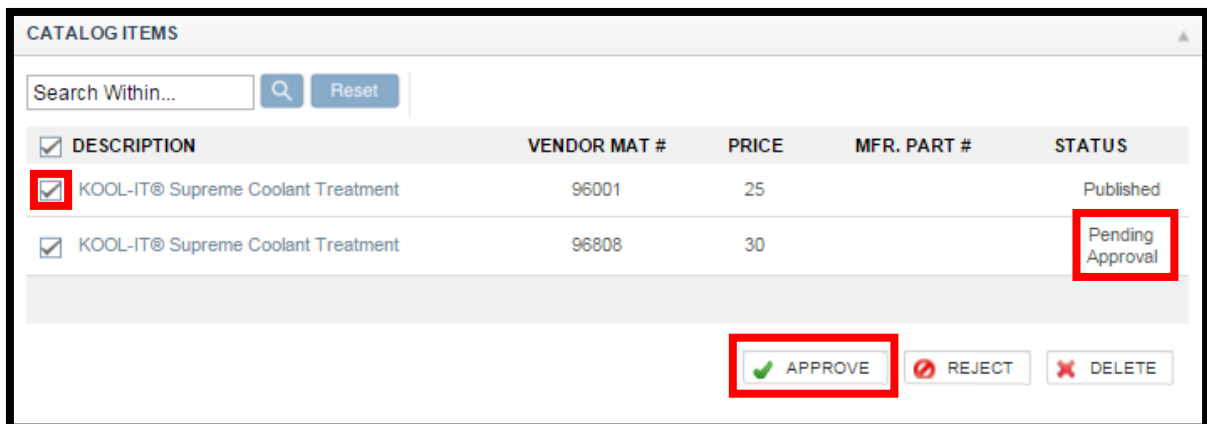 CATALOG ITEMS
Search Within... Reset
DESCRIPTION VENDOR MAT # PRICE MFR. PART # STATUS
KOOL-IT® Supreme Coolant Treatment 96001 25 Published
KOOL-IT® Supreme Coolant Treatment 96808 30 Pending Approval
APPROVE REJECT DELETE